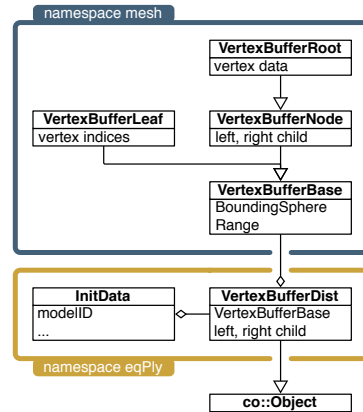 namespace mesh
VertexBufferRoot
vertex data
VertexBufferLeaf
vertex indices
VertexBufferNode
left, right child
VertexBufferBase
BoundingSphere
Range
InitData
modelID
...
VertexBufferDist
VertexBufferBase
left, right child
namespace eqPly
co::Object